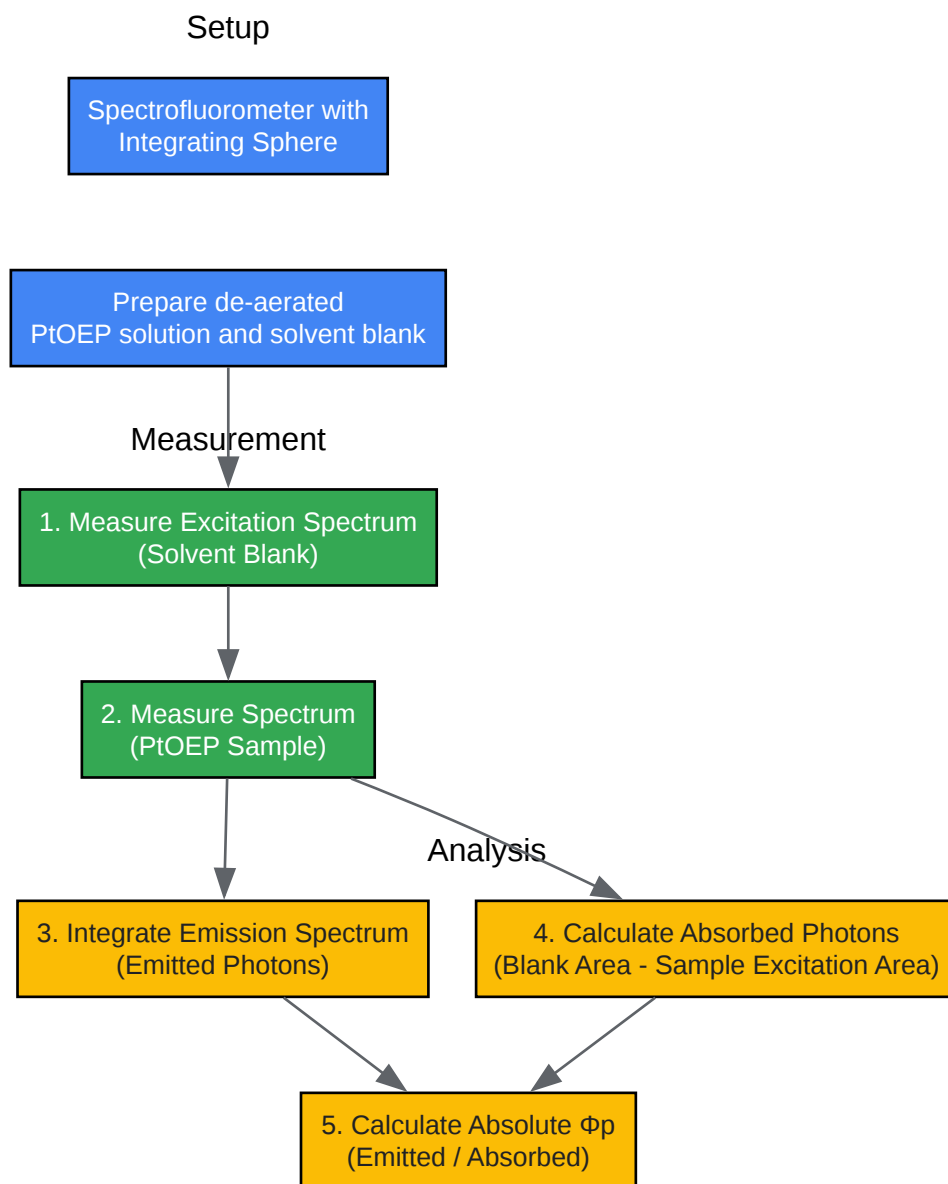 Setup
Spectrofluorometer with
Integrating Sphere
Prepare de-aerated
PtOEP solution and solvent blank
Measurement
1. Measure Excitation Spectrum
(Solvent Blank)
2. Measure Spectrum
(PtOEP Sample)
Analysis
3. Integrate Emission Spectrum
(Emitted Photons)
4. Calculate Absorbed Photons
(Blank Area - Sample Excitation Area)
5. Calculate Absolute Φp
(Emitted / Absorbed)